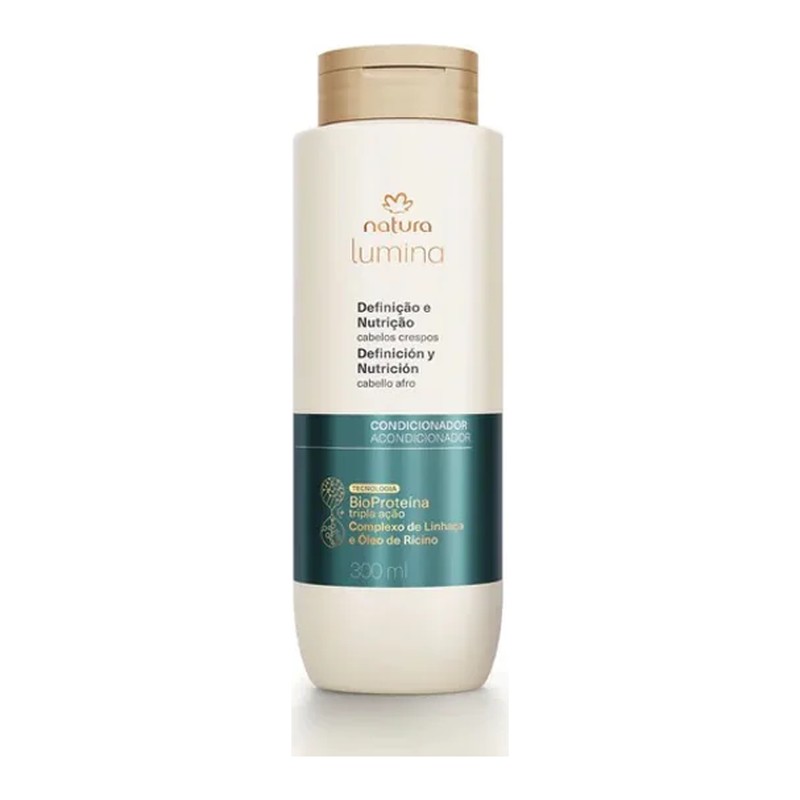 natura
lumina
Definição e
Nutrição
cabelos crespos
Definición y
Nutrición
cabello afro
CONDICIONADOR
ACONDICIONADOR
TECNOLOGIA
BioProteína
tripla ação
Complexo de Linhaça
e Óleo de Rícino
300 ml